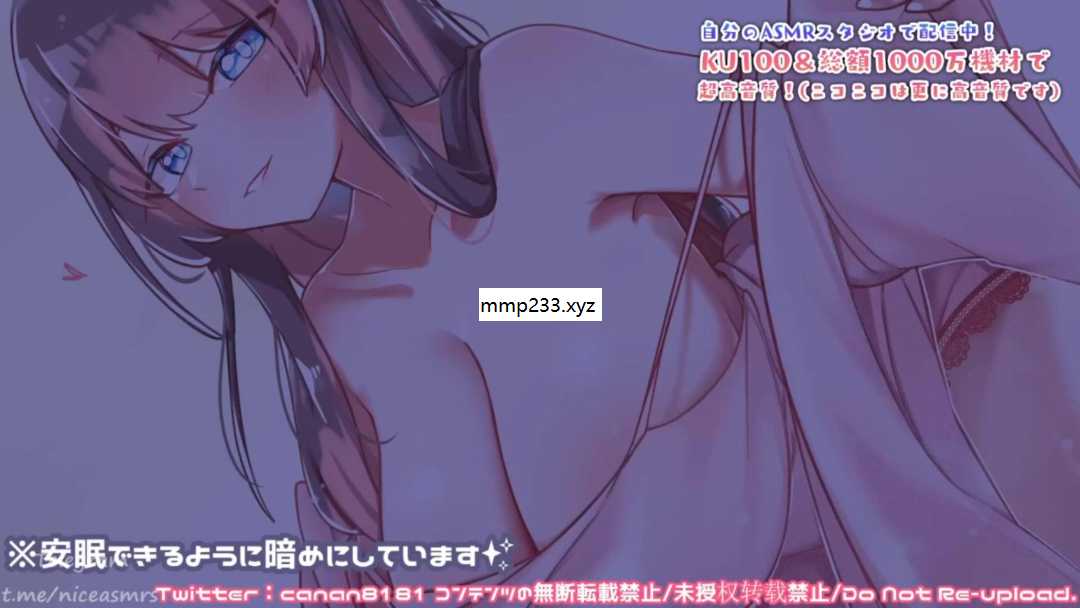 自分のASMRスタジオで配信中！
KU100＆総額1000万機材で
超高音質！(ニコニコは更に高音質です)
mmp233.xyz
※安眠できるように暗めにしています
t.me/niceasmrs
Twitter：canan8181 コンテンツの無断転載禁止/未授权转载禁止/Do Not Re-upload.